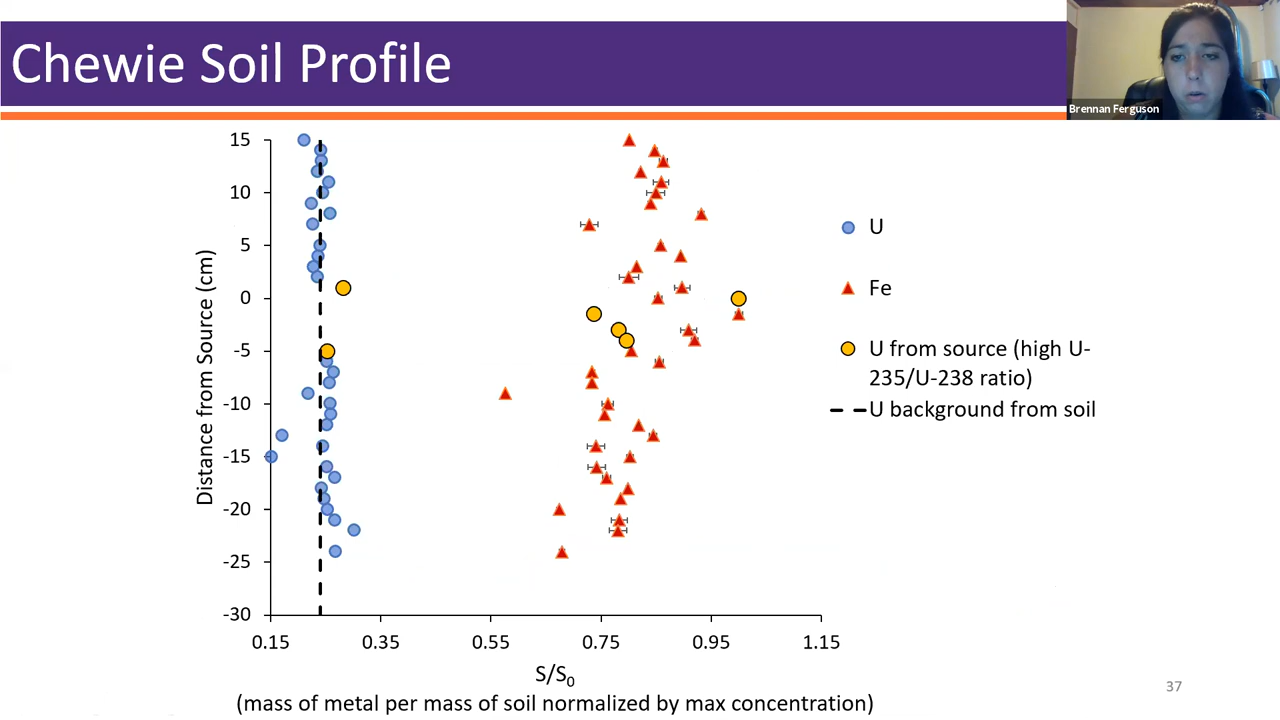 Chewie Soil Profile
Brennan Ferguson
15
10
5
0
-5
-10
-15
-20
-25
-30
Distance from Source (cm)
0.15 0.35 0.55 0.75 0.95 1.15
S/S₀
(mass of metal per mass of soil normalized by max concentration)
U
Fe
U from source (high U-
235/U-238 ratio)
U background from soil
37